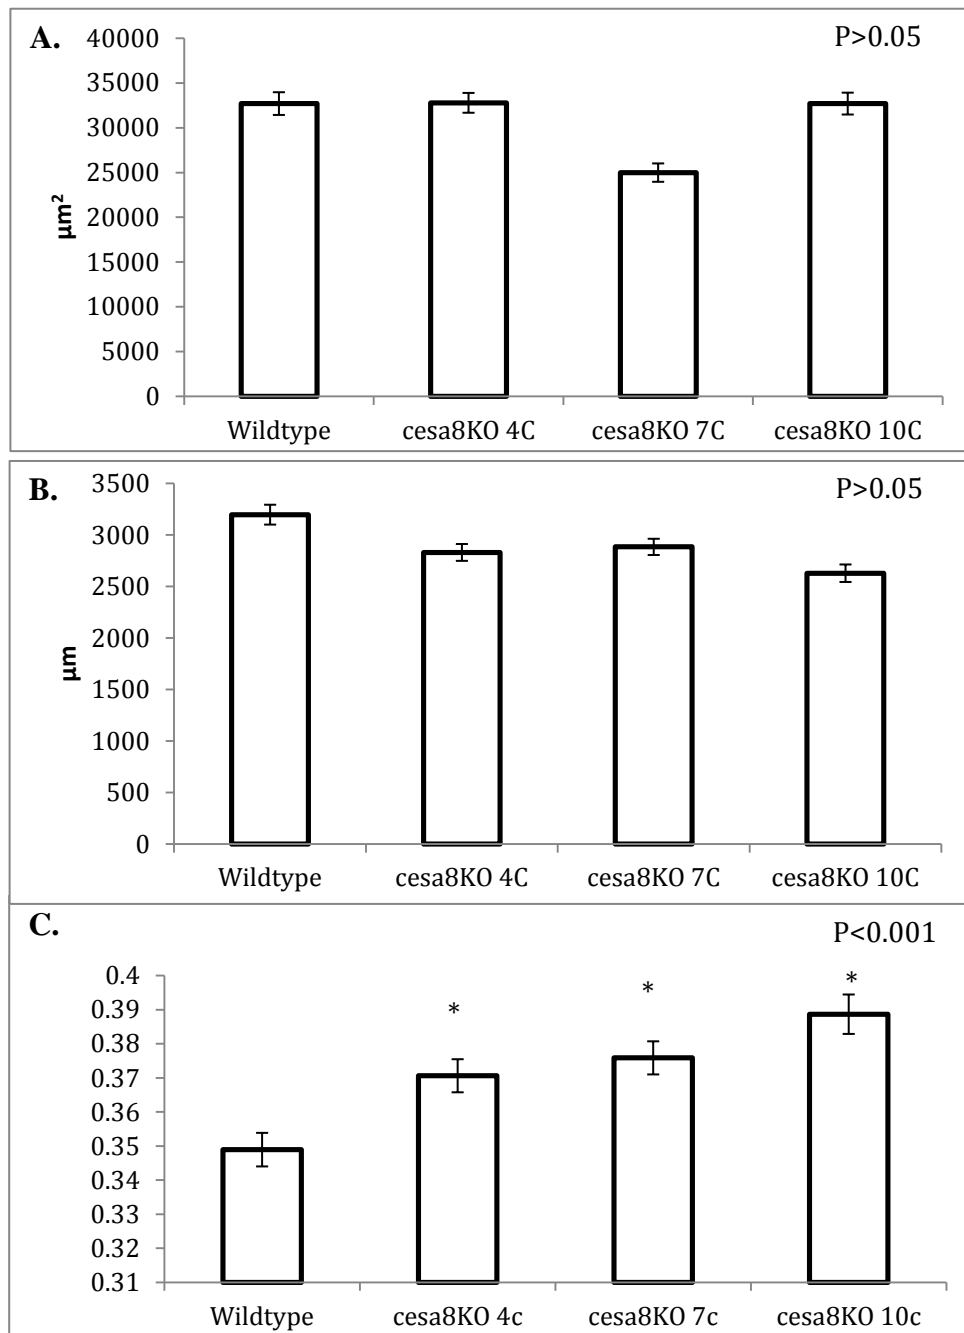 A.
P>0.05
40000
35000
30000
25000
20000
15000
10000
5000
0
μm²
Wildtype cesa8KO 4C cesa8KO 7C cesa8KO 10C
B.
P>0.05
3500
3000
2500
2000
1500
1000
500
0
μm
Wildtype cesa8KO 4C cesa8KO 7C cesa8KO 10C
C.
P<0.001
0.4
0.39
0.38
0.37
0.36
0.35
0.34
0.33
0.32
0.31
* * *
Wildtype cesa8KO 4c cesa8KO 7c cesa8KO 10c